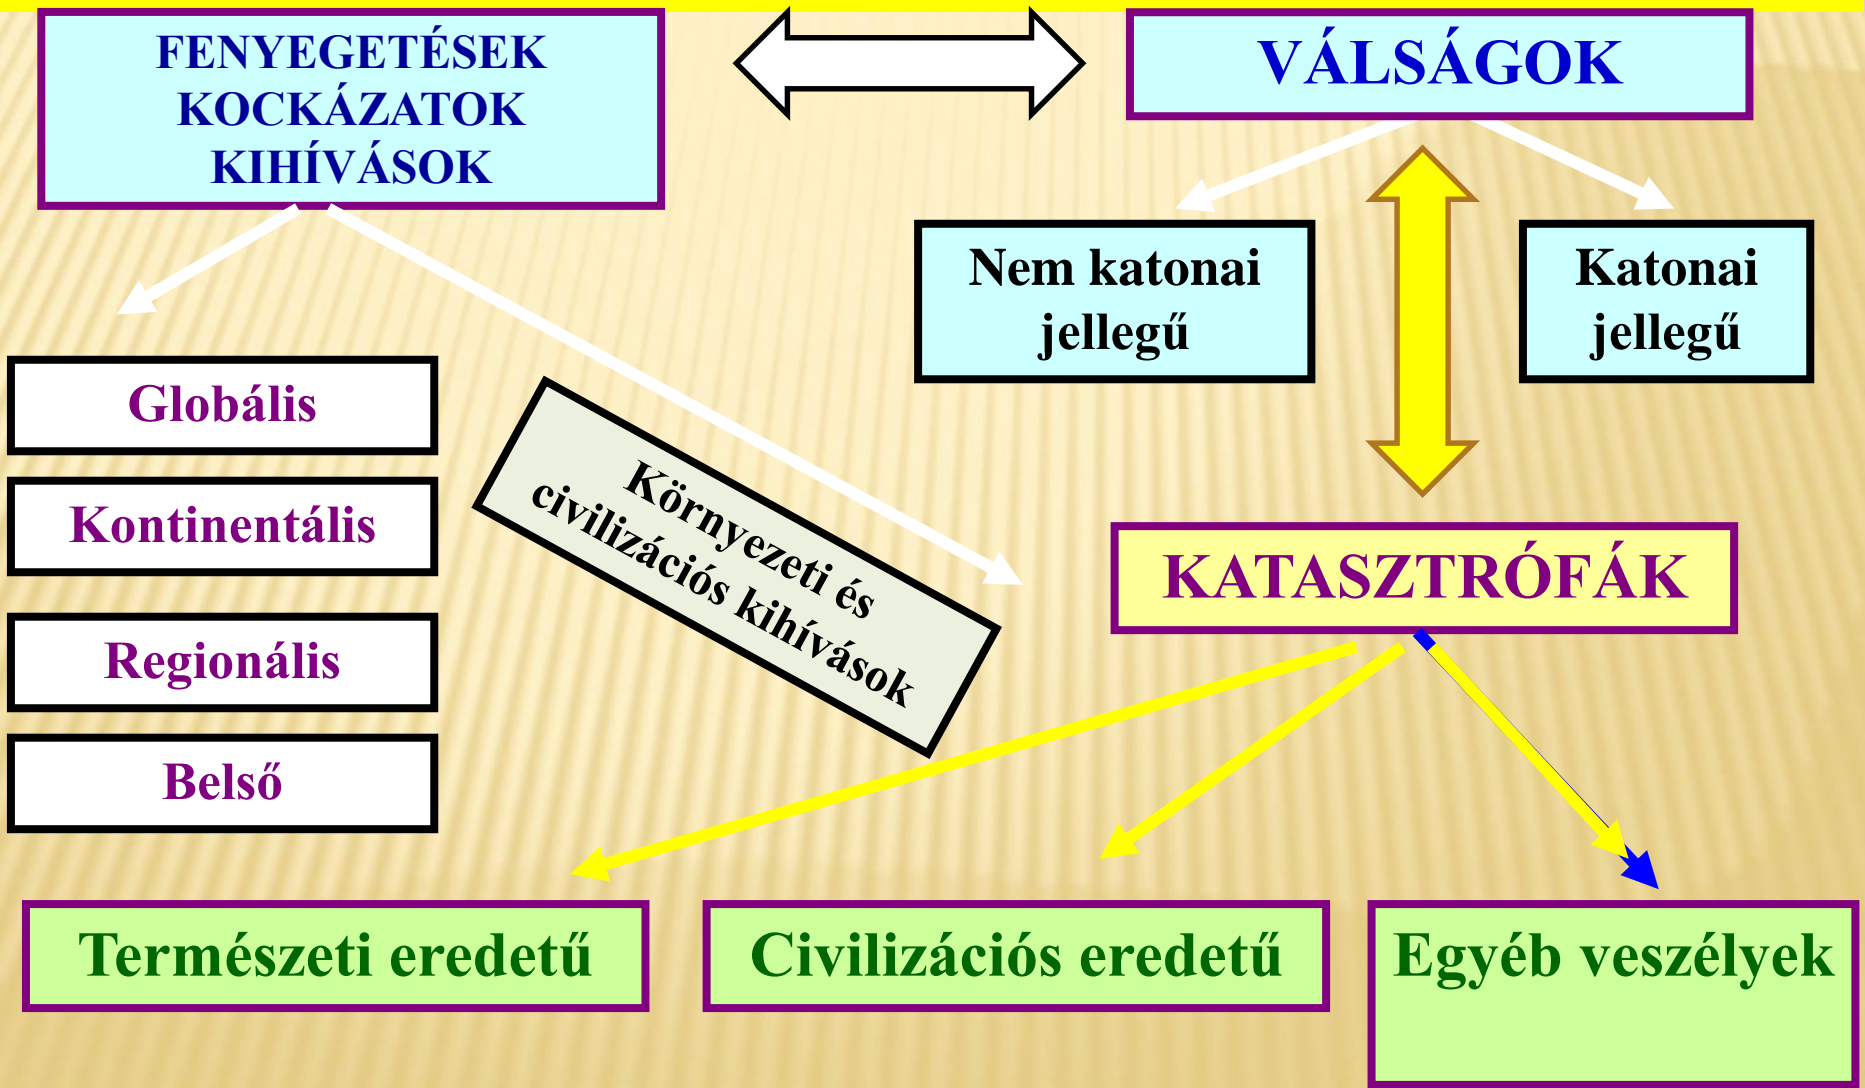 FENYEGETÉSEK
KOCKÁZATOK
KIHÍVÁSOK
VÁLSÁGOK
Nem katonai
jellegű
Katonai
jellegű
Globális
Kontinentális
Regionális
Belső
Környezeti és
civilizációs kihívások
KATASZTRÓFÁK
Természeti eredetű
Civilizációs eredetű
Egyéb veszélyek